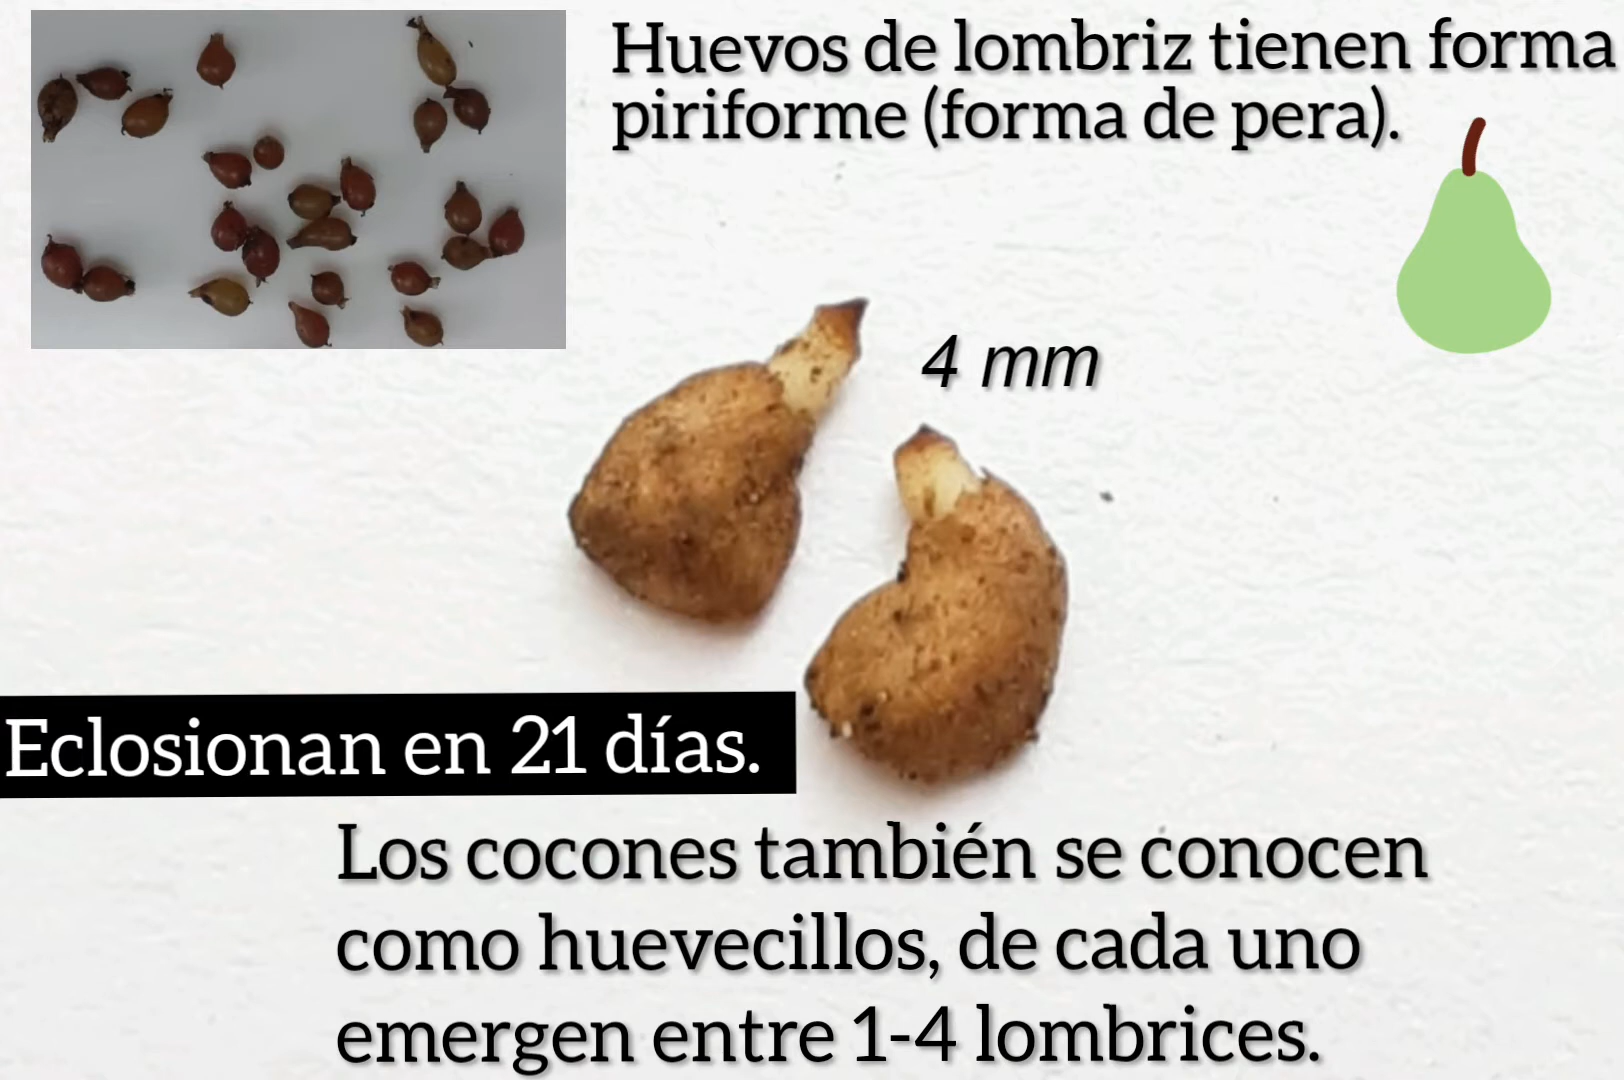 Huevos de lombriz tienen forma
piriforme (forma de pera).
4 mm
Eclosionan en 21 días.
Los cocones también se conocen
como huevecillos, de cada uno
emergen entre 1-4 lombrices.